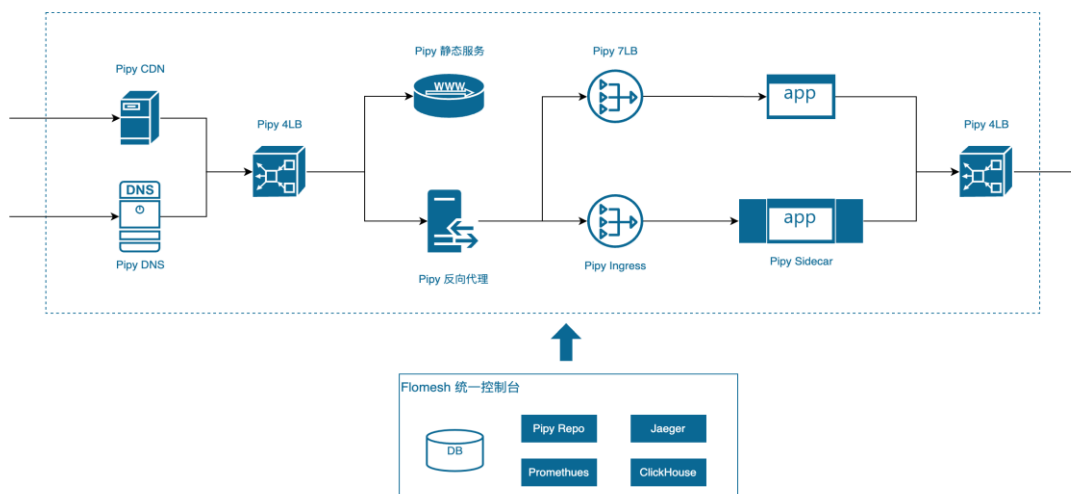 Pipy 静态服务
Pipy 7LB
Pipy CDN
WWW
app
Pipy 4LB
Pipy 4LB
DNS
app
Pipy DNS
Pipy 反向代理
Pipy Ingress
Pipy Sidecar
Flomesh 统一控制台
DB
Pipy Repo
Jaeger
Promethues
ClickHouse